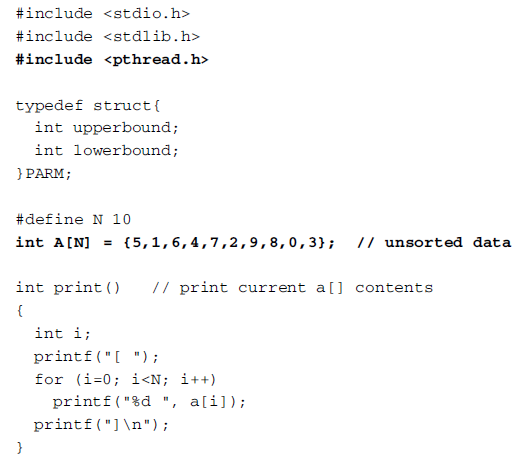 #include <stdio.h>
#include <stdlib.h>
#include <pthread.h>
typedef struct{
int upperbound;
int lowerbound;
}PARM;
#define N 10
int A[N] = {5,1,6,4,7,2,9,8,0,3};  // unsorted data
int print()   // print current a[] contents
{
int i;
printf("[ ");
for (i=0; i<N; i++)
printf("%d ", a[i]);
printf("]\n");
}